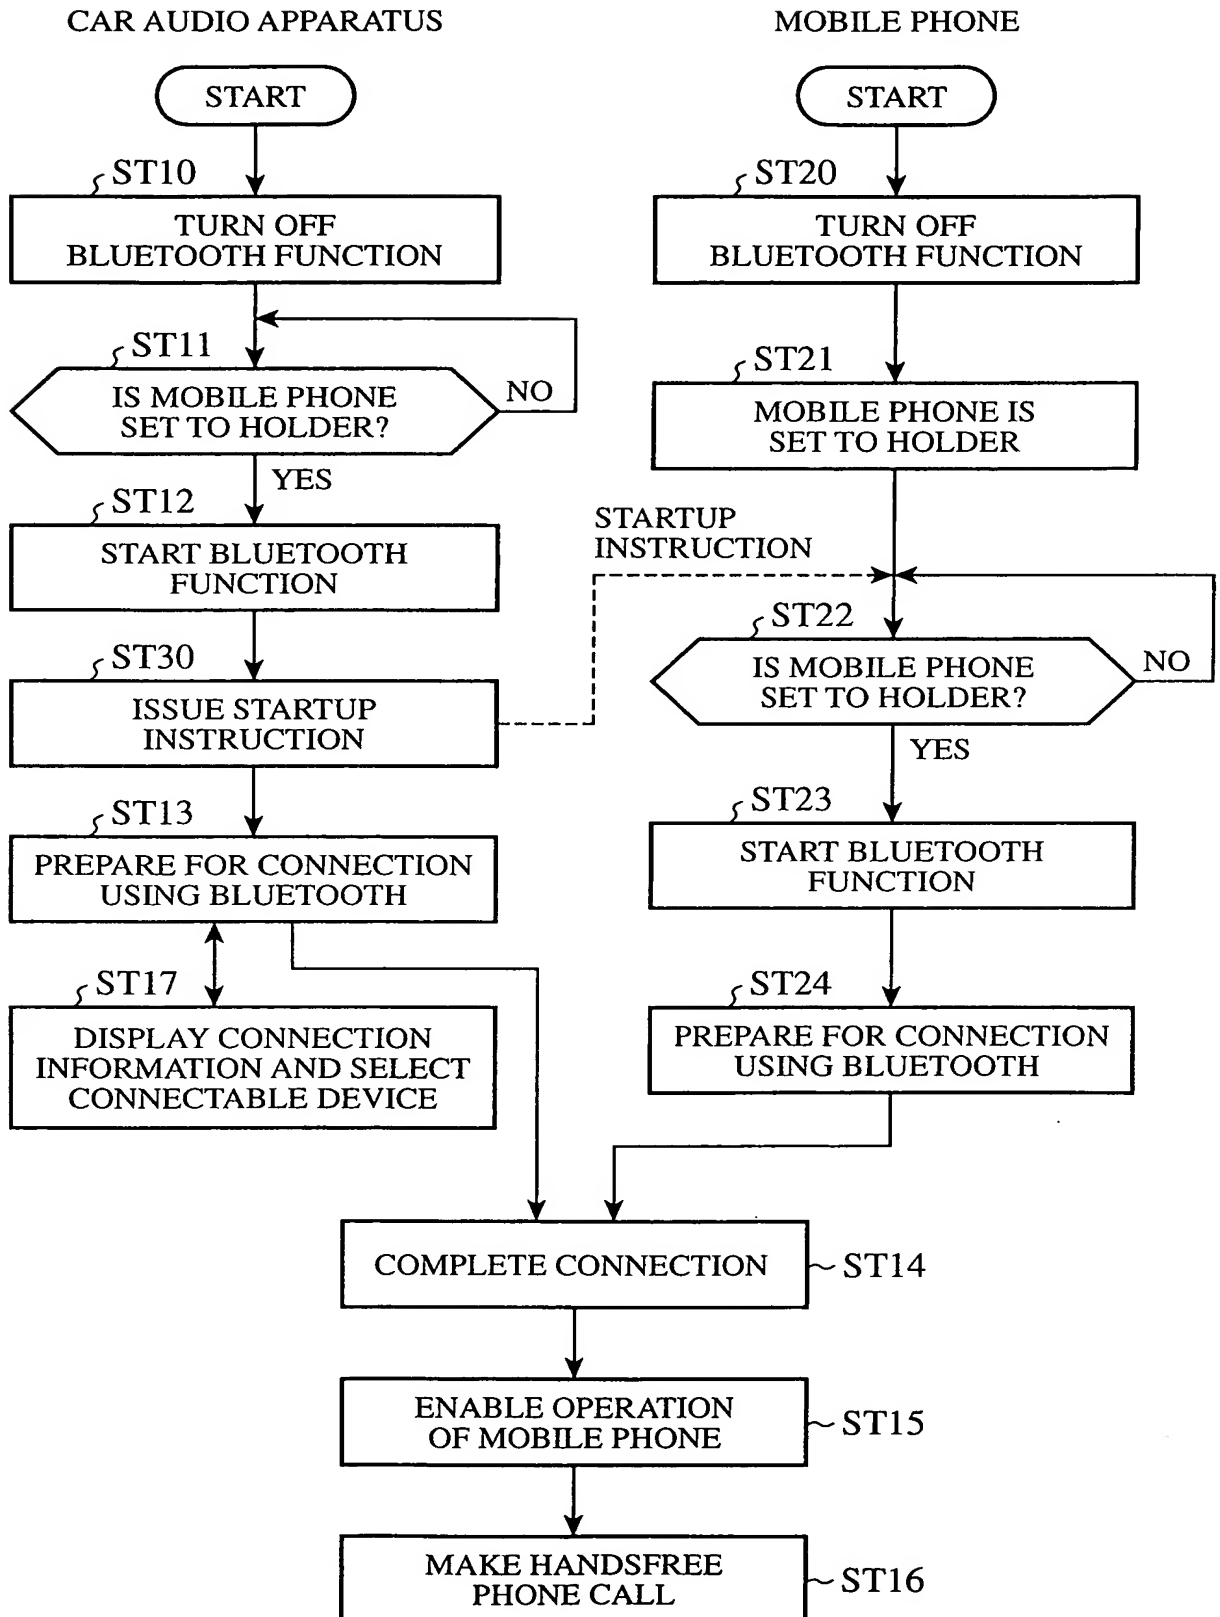 CAR AUDIO APPARATUS
START
ST10
TURN OFF
BLUETOOTH FUNCTION
ST11
IS MOBILE PHONE
SET TO HOLDER?
NO
YES
ST12
START BLUETOOTH
FUNCTION
ST30
ISSUE STARTUP
INSTRUCTION
ST13
PREPARE FOR CONNECTION
USING BLUETOOTH
ST17
DISPLAY CONNECTION
INFORMATION AND SELECT
CONNECTABLE DEVICE
MOBILE PHONE
START
ST20
TURN OFF
BLUETOOTH FUNCTION
ST21
MOBILE PHONE IS
SET TO HOLDER
STARTUP
INSTRUCTION
ST22
IS MOBILE PHONE
SET TO HOLDER?
NO
YES
ST23
START BLUETOOTH
FUNCTION
ST24
PREPARE FOR CONNECTION
USING BLUETOOTH
COMPLETE CONNECTION
ST14
ENABLE OPERATION
OF MOBILE PHONE
ST15
MAKE HANDSFREE
PHONE CALL
ST16